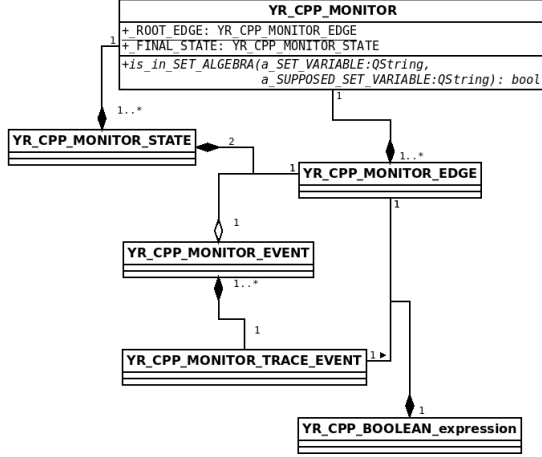 YR_CPP_MONITOR
+_ROOT_EDGE: YR_CPP_MONITOR_EDGE
+_FINAL_STATE: YR_CPP_MONITOR_STATE
+is_in_SET_ALGEBRA(a_SET_VARIABLE:QString,
a_SUPPOSED_SET_VARIABLE:QString): bool
1
1
1..*
YR_CPP_MONITOR_STATE
2
1..*
1
YR_CPP_MONITOR_EDGE
1
1
YR_CPP_MONITOR_EVENT
1..*
1
YR_CPP_MONITOR_TRACE_EVENT
1
1
YR_CPP_BOOLEAN_expression